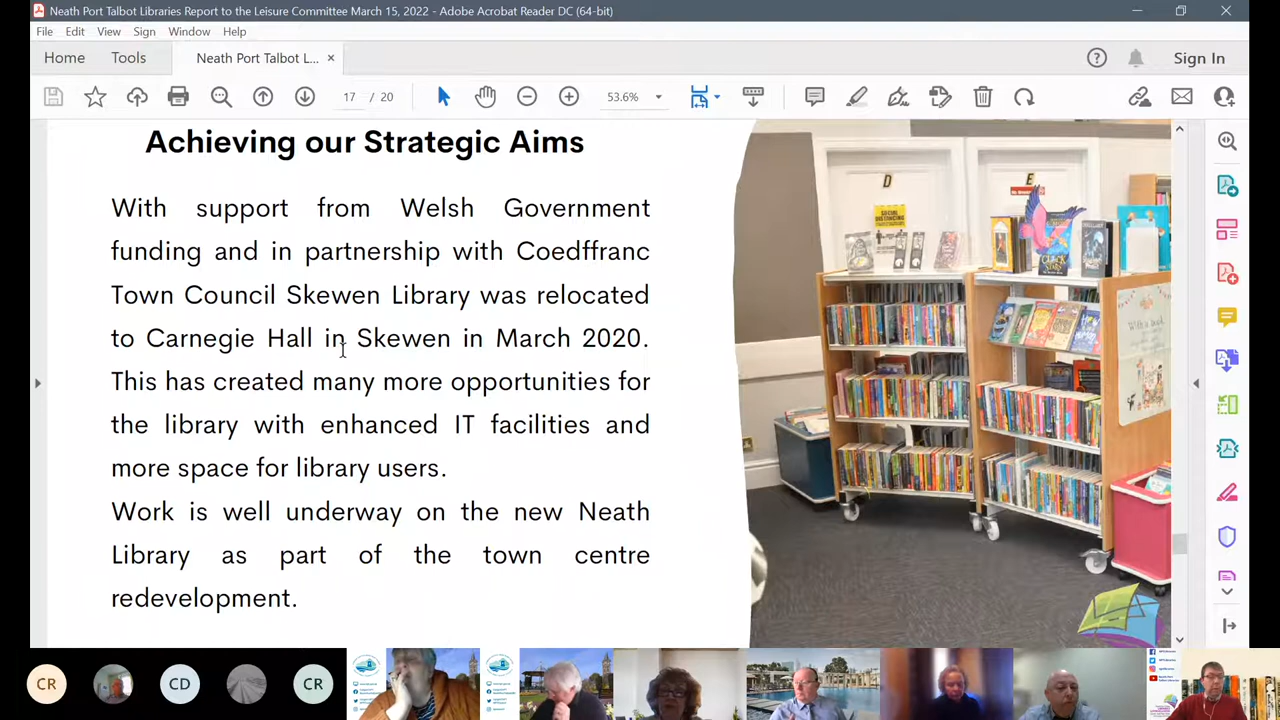 Neath Port Talbot Libraries Report to the Leisure Committee March 15, 2022 - Adobe Acrobat Reader DC (64-bit)
File Edit View Sign Window Help
Home Tools Neath Port Talbot L... × Sign In
17 / 20 53.6%
Achieving our Strategic Aims
With support from Welsh Government
funding and in partnership with Coedffranc
Town Council Skewen Library was relocated
to Carnegie Hall in Skewen in March 2020.
This has created many more opportunities for
the library with enhanced IT facilities and
more space for library users.
Work is well underway on the new Neath
Library as part of the town centre
redevelopment.
D
E
SOCIAL
DISTANCING
CR
CD
CR